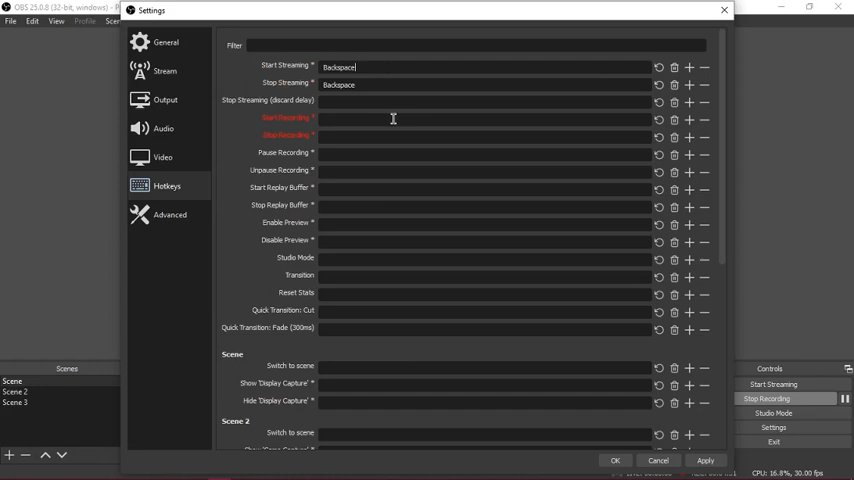 OBS 25.0.8 (32-bit, windows) - P
Settings
File Edit View Profile Scen
General
Stream
Output
Audio
Video
Hotkeys
Advanced
Filter
Start Streaming * Backspace
Stop Streaming * Backspace
Stop Streaming (discard delay)
Start Recording *
Stop Recording *
Pause Recording *
Unpause Recording *
Start Replay Buffer *
Stop Replay Buffer *
Enable Preview *
Disable Preview *
Studio Mode
Transition
Reset Stats
Quick Transition: Cut
Quick Transition: Fade (300ms)
Scene
Switch to scene
Show 'Display Capture' *
Hide 'Display Capture' *
Scene 2
Switch to scene
OK Cancel Apply
Scenes
Scene
Scene 2
Scene 3
Controls
Start Streaming
Stop Recording
Studio Mode
Settings
Exit
CPU: 16.8%, 30.00 fps